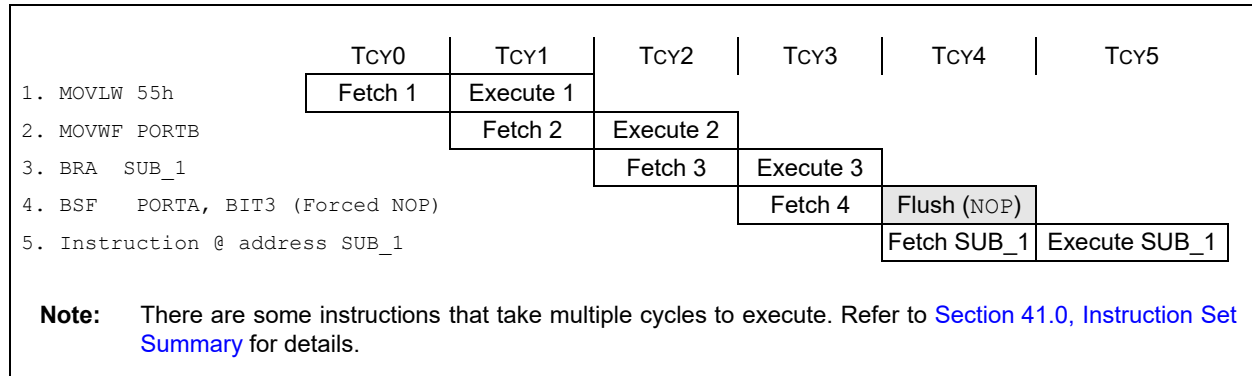 TCY0 TCY1 TCY2 TCY3 TCY4 TCY5
1. MOVLW 55h Fetch 1 Execute 1
2. MOVWF PORTB Fetch 2 Execute 2
3. BRA SUB_1 Fetch 3 Execute 3
4. BSF PORTA, BIT3 (Forced NOP) Fetch 4 Flush (NOP)
5. Instruction @ address SUB_1 Fetch SUB_1 Execute SUB_1
Note: There are some instructions that take multiple cycles to execute. Refer to Section 41.0, Instruction Set
Summary for details.